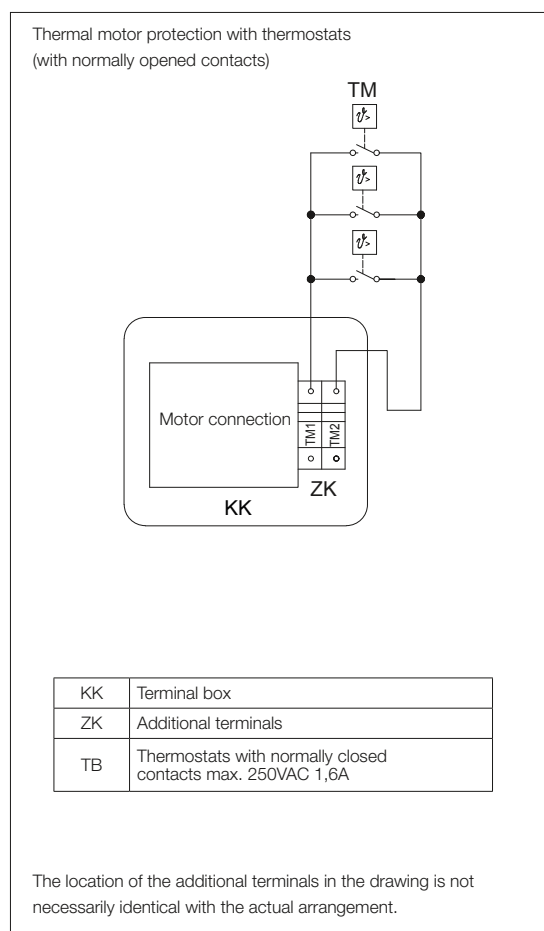 Thermal motor protection with thermostats
(with normally opened contacts)
TM
ϑ>
ϑ>
ϑ>
Motor connection
TM1
TM2
ZK
KK
KK Terminal box
ZK Additional terminals
TB Thermostats with normally closed
contacts max. 250VAC 1,6A
The location of the additional terminals in the drawing is not
necessarily identical with the actual arrangement.